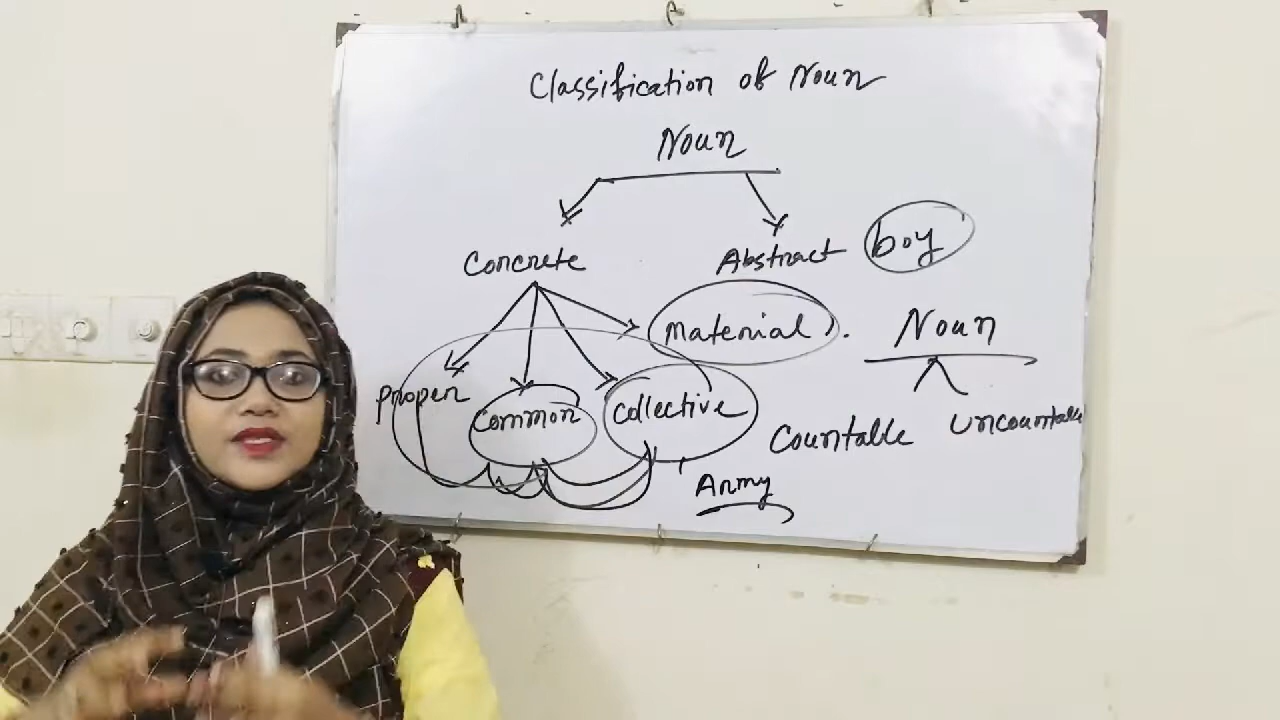 Classification of Noun
Noun
Concrete
Abstract
boy
Material.
Noun
Proper
Common
Collective
Countable
Uncountable
Army